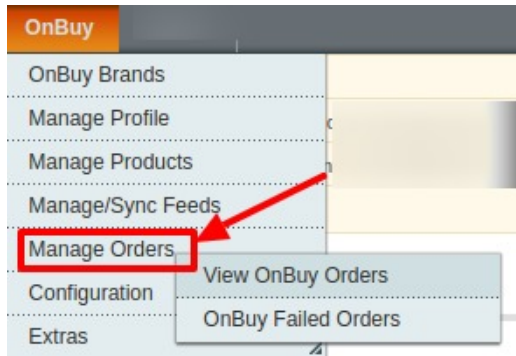 OnBuy
OnBuy Brands
Manage Profile
Manage Products
Manage/Sync Feeds
Manage Orders
View OnBuy Orders
Configuration
OnBuy Failed Orders
Extras